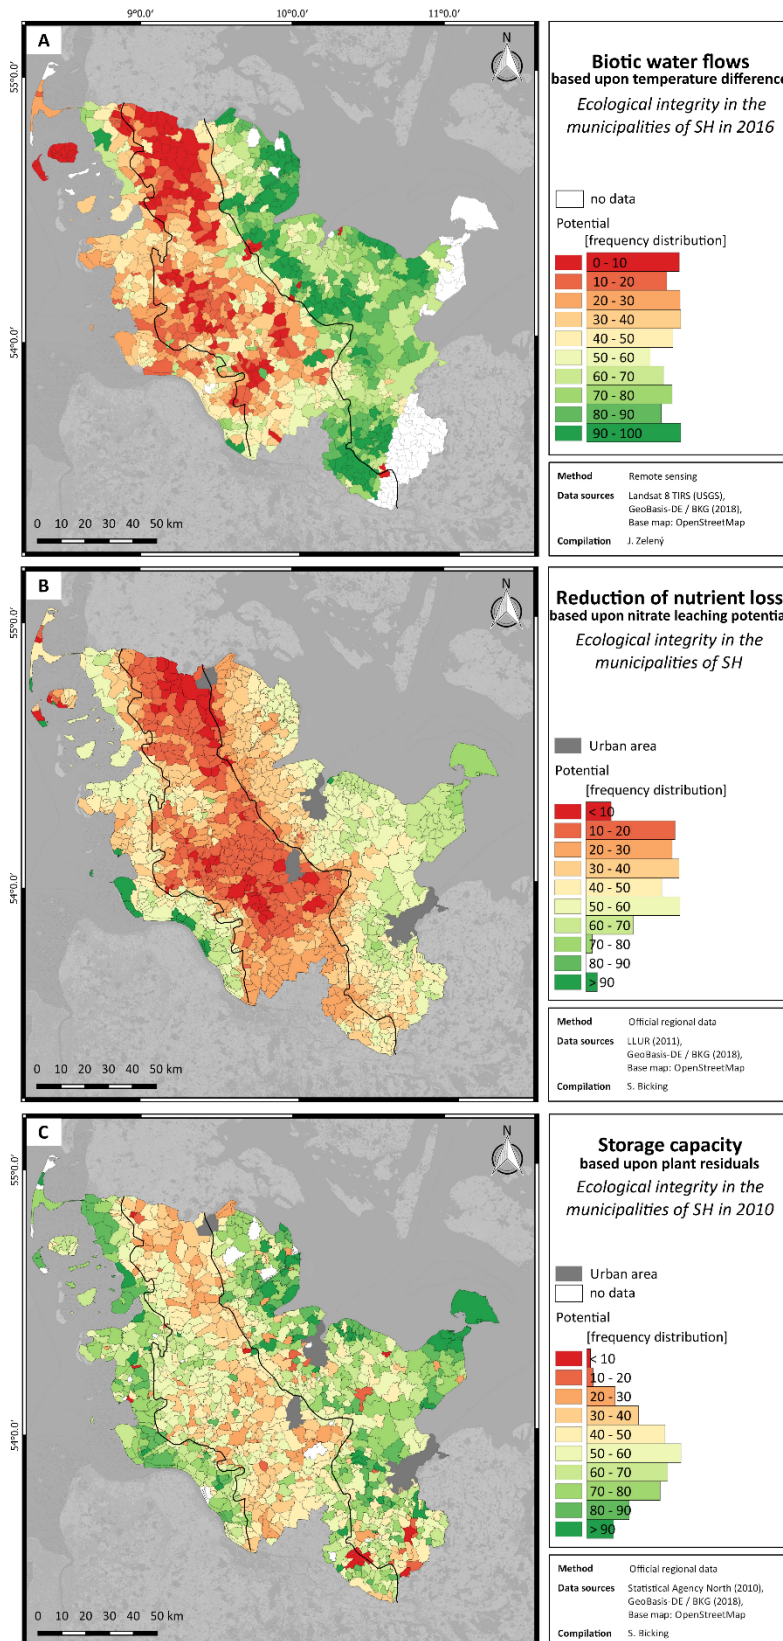 9°0.0' 10°0.0' 11°0.0'
A
N
55°0.0'
54°0.0'
0 10 20 30 40 50 km
Biotic water flows
based upon temperature difference
Ecological integrity in the
municipalities of SH in 2016
no data
Potential
[frequency distribution]
0 - 10
10 - 20
20 - 30
30 - 40
40 - 50
50 - 60
60 - 70
70 - 80
80 - 90
90 - 100
Method Remote sensing
Data sources Landsat 8 TIRS (USGS),
GeoBasis-DE / BKG (2018),
Base map: OpenStreetMap
Compilation J. Zelený
B
N
55°0.0'
54°0.0'
0 10 20 30 40 50 km
Reduction of nutrient loss
based upon nitrate leaching potential
Ecological integrity in the
municipalities of SH
Urban area
Potential
[frequency distribution]
< 10
10 - 20
20 - 30
30 - 40
40 - 50
50 - 60
60 - 70
70 - 80
80 - 90
> 90
Method Official regional data
Data sources LLUR (2011),
GeoBasis-DE / BKG (2018),
Base map: OpenStreetMap
Compilation S. Bicking
C
N
55°0.0'
54°0.0'
0 10 20 30 40 50 km
Storage capacity
based upon plant residuals
Ecological integrity in the
municipalities of SH in 2010
Urban area
no data
Potential
[frequency distribution]
< 10
10 - 20
20 - 30
30 - 40
40 - 50
50 - 60
60 - 70
70 - 80
80 - 90
> 90
Method Official regional data
Data sources Statistical Agency North (2010),
GeoBasis-DE / BKG (2018),
Base map: OpenStreetMap
Compilation S. Bicking